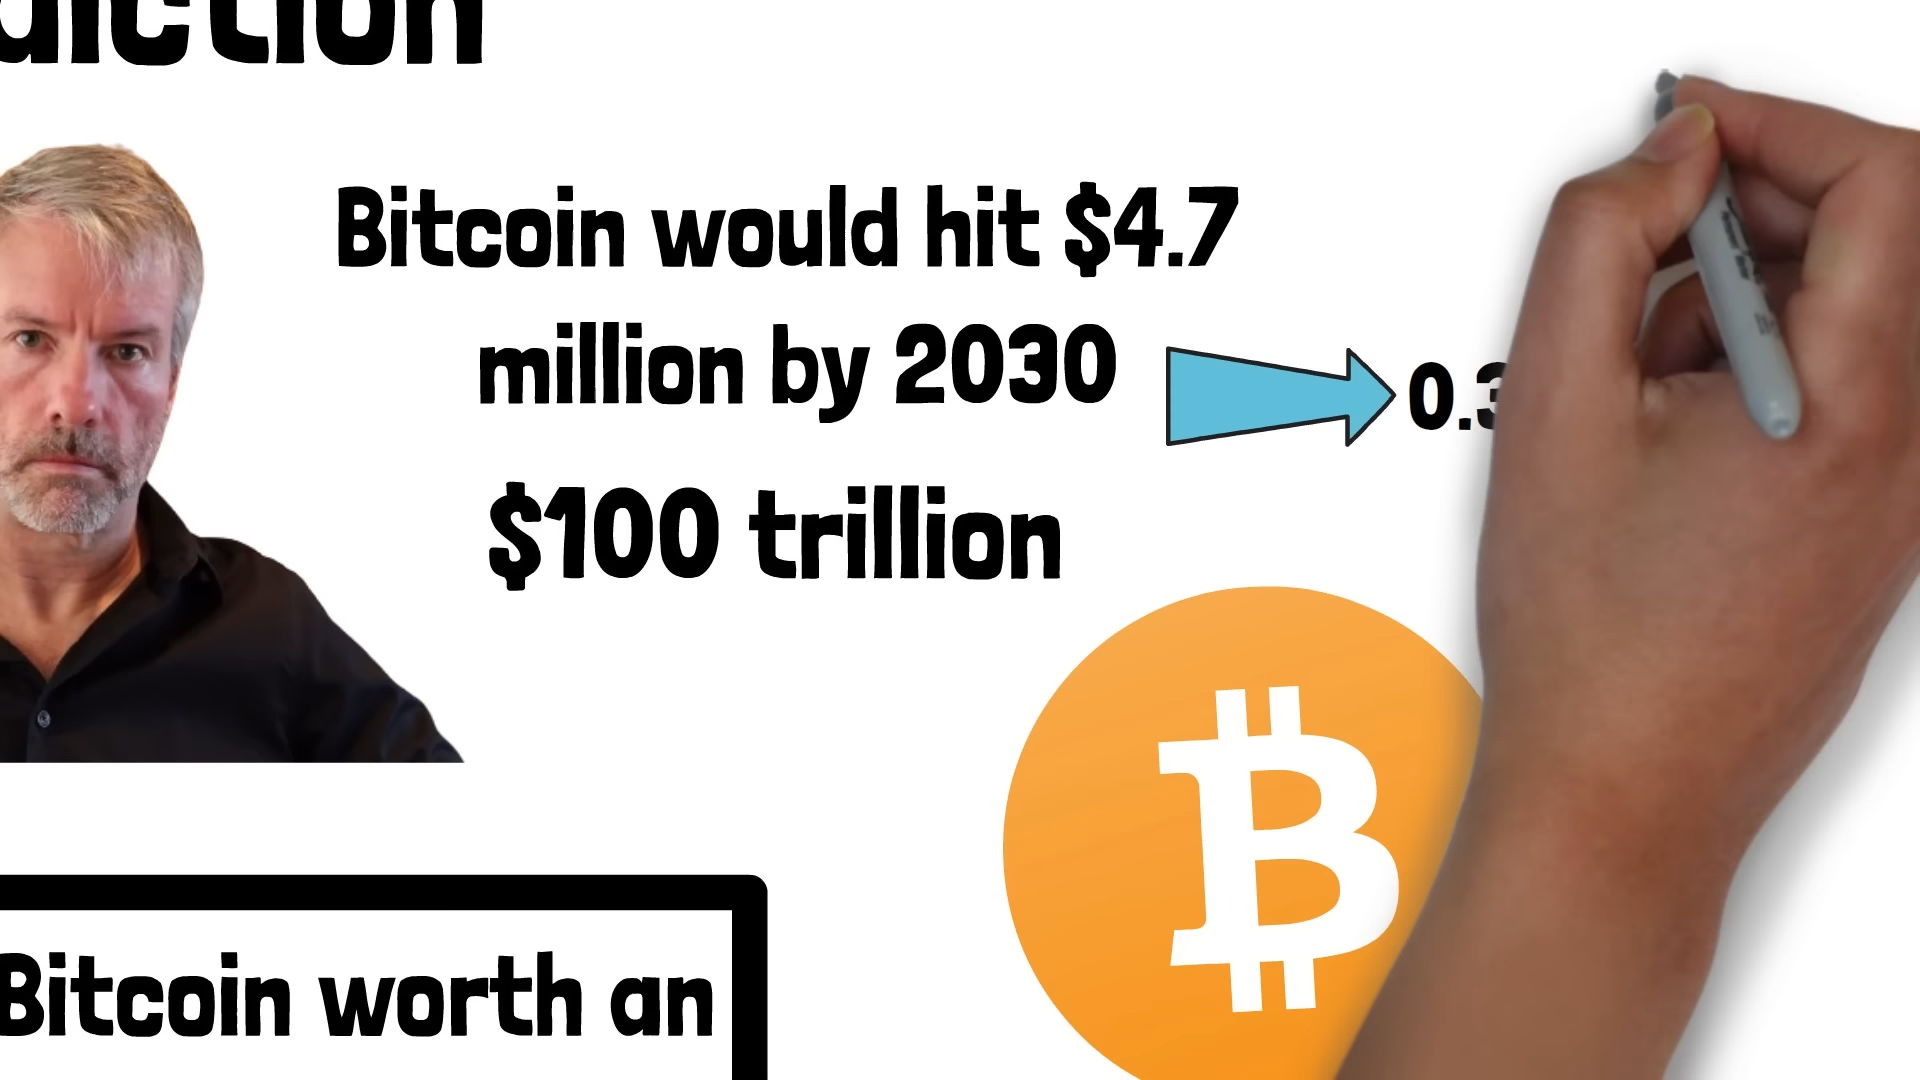 Bitcoin would hit $4.7
million by 2030
$100 trillion
Bitcoin worth an